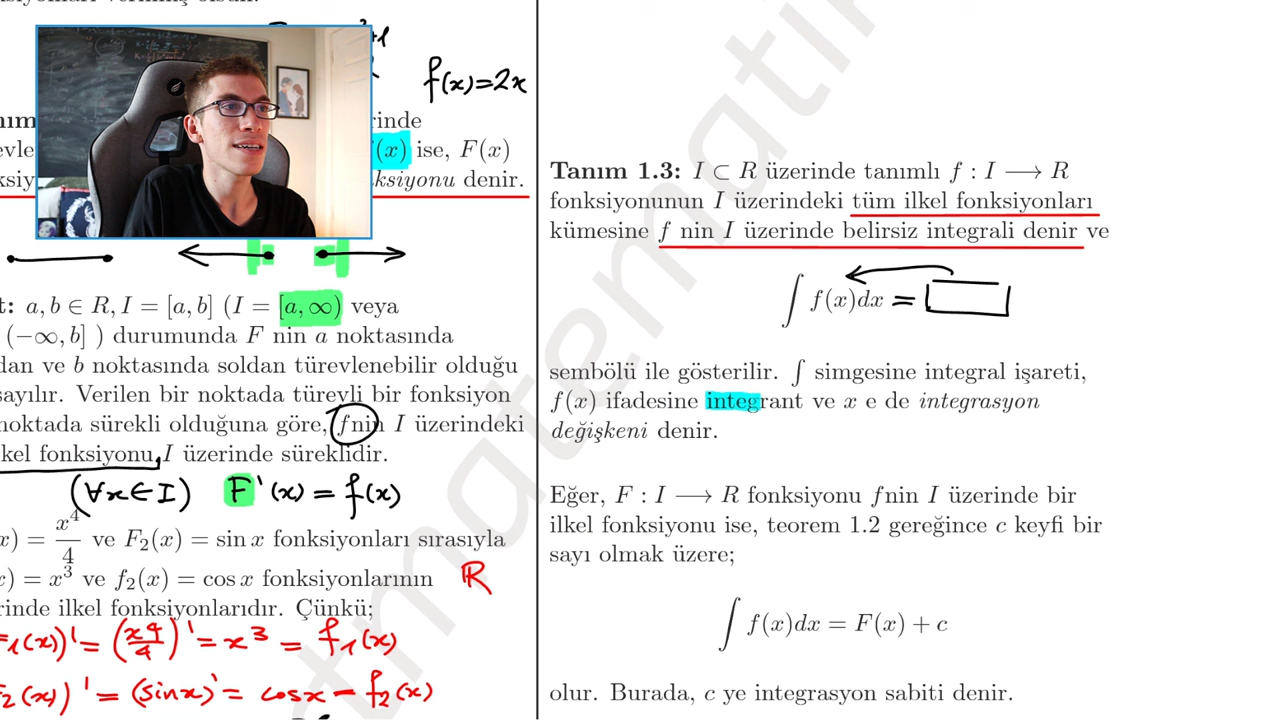 f(x)=2x
rinde
(x) ise, F(x)
ksiyonu denir.
t: a, b ∈ R, I = [a, b] (I = [a, ∞) veya
(−∞, b] ) durumunda F nin a noktasında
dan ve b noktasında soldan türevlenebilir olduğu
sayılır. Verilen bir noktada türevli bir fonksiyon
noktada sürekli olduğuna göre, fnin I üzerindeki
kel fonksiyonu, I üzerinde süreklidir.
(∀x∈I) F'(x) = f(x)
x) = x⁴/4 ve F₂(x) = sin x fonksiyonları sırasıyla
) = x³ ve f₂(x) = cos x fonksiyonlarının R
rinde ilkel fonksiyonlarıdır. Çünkü;
F₁(x))' = (x⁴/4)' = x³ = f₁(x)
F₂(x))' = (sinx)' = cosx = f₂(x)
Tanım 1.3: I ⊂ R üzerinde tanımlı f : I ⟶ R
fonksiyonunun I üzerindeki tüm ilkel fonksiyonları
kümesine f nin I üzerinde belirsiz integrali denir ve
∫ f(x)dx =
sembölü ile gösterilir. ∫ simgesine integral işareti,
f(x) ifadesine integrant ve x e de integrasyon
değişkeni denir.
Eğer, F : I ⟶ R fonksiyonu fnin I üzerinde bir
ilkel fonksiyonu ise, teorem 1.2 gereğince c keyfi bir
sayı olmak üzere;
∫ f(x)dx = F(x) + c
olur. Burada, c ye integrasyon sabiti denir.